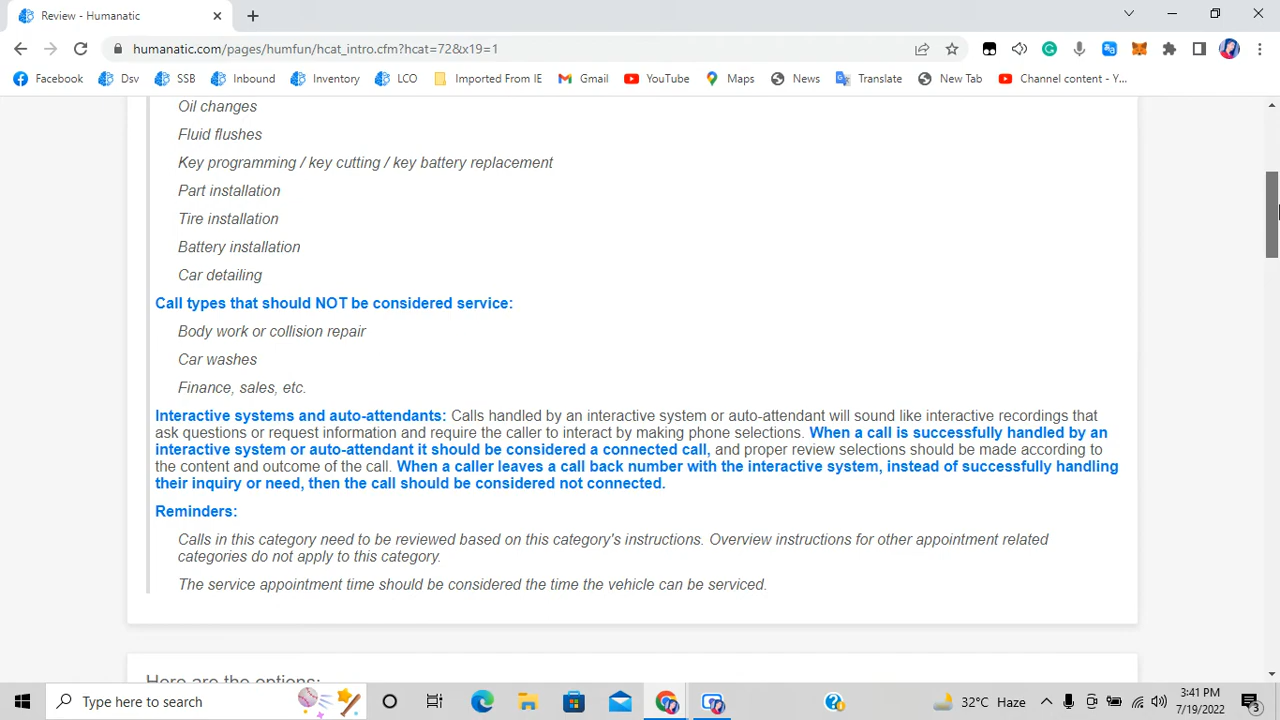 Review - Humanatic
humanatic.com/pages/humfun/hcat_intro.cfm?hcat=72&x19=1
Facebook Dsv SSB Inbound Inventory LCO Imported From IE Gmail YouTube Maps News Translate New Tab Channel content - Y...
Oil changes
Fluid flushes
Key programming / key cutting / key battery replacement
Part installation
Tire installation
Battery installation
Car detailing
Call types that should NOT be considered service:
Body work or collision repair
Car washes
Finance, sales, etc.
Interactive systems and auto-attendants: Calls handled by an interactive system or auto-attendant will sound like interactive recordings that
ask questions or request information and require the caller to interact by making phone selections. When a call is successfully handled by an
interactive system or auto-attendant it should be considered a connected call, and proper review selections should be made according to
the content and outcome of the call. When a caller leaves a call back number with the interactive system, instead of successfully handling
their inquiry or need, then the call should be considered not connected.
Reminders:
Calls in this category need to be reviewed based on this category's instructions. Overview instructions for other appointment related
categories do not apply to this category.
The service appointment time should be considered the time the vehicle can be serviced.
Here are the options:
Type here to search
32°C Haze
3:41 PM
7/19/2022
3